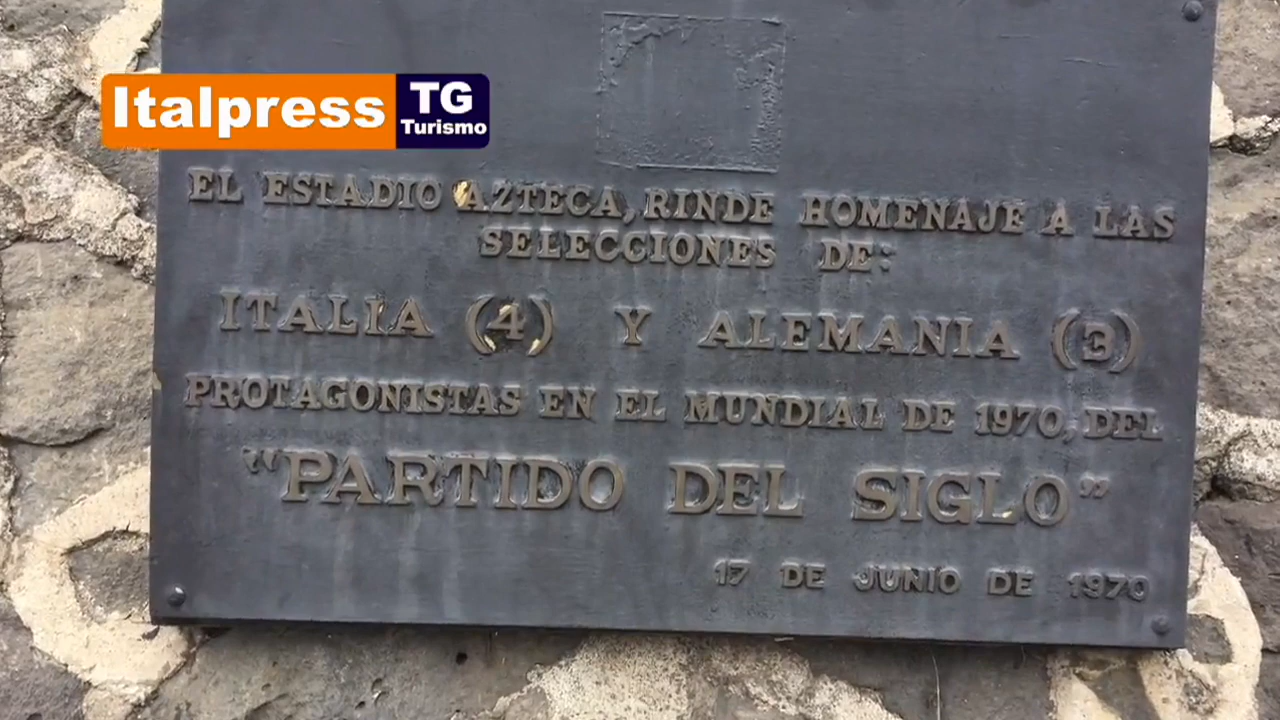 Italpress
TG
Turismo
EL ESTADIO AZTECA, RINDE HOMENAJE A LAS
SELECCIONES DE:
ITALIA (4) Y ALEMANIA (3)
PROTAGONISTAS EN EL MUNDIAL DE 1970, DEL
"PARTIDO DEL SIGLO"
17 DE JUNIO DE 1970